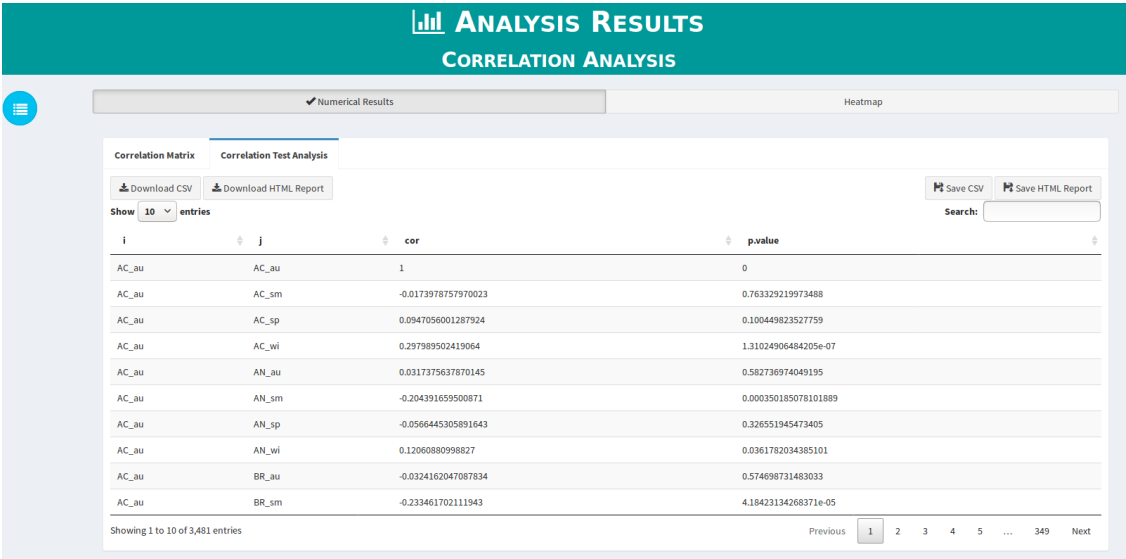 ANALYSIS RESULTS
CORRELATION ANALYSIS
Numerical Results Heatmap
Correlation Matrix Correlation Test Analysis
Download CSV Download HTML Report Save CSV Save HTML Report
Show 10 entries Search:
i j cor p.value
AC_au AC_au 1 0
AC_au AC_sm -0.0173978757970023 0.763329219973488
AC_au AC_sp 0.0947056001287924 0.100449823527759
AC_au AC_wi 0.297989502419064 1.31024906484205e-07
AC_au AN_au 0.0317375637870145 0.582736974049195
AC_au AN_sm -0.204391659500871 0.000350185078101889
AC_au AN_sp -0.0566445305891643 0.326551945473405
AC_au AN_wi 0.12060880998827 0.0361782034385101
AC_au BR_au -0.0324162047087834 0.574698731483033
AC_au BR_sm -0.233461702111943 4.18423134268371e-05
Showing 1 to 10 of 3,481 entries Previous 1 2 3 4 5 ... 349 Next